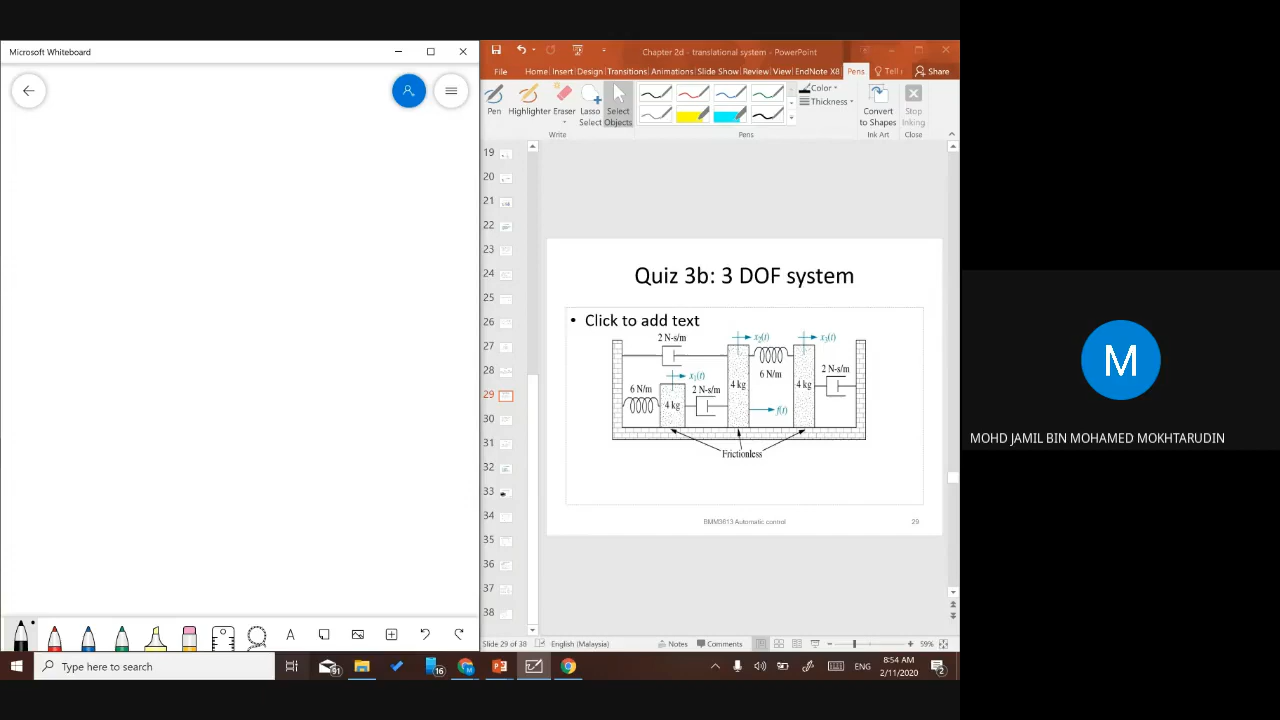 Microsoft Whiteboard
Chapter 2d - translational system - PowerPoint
File Home Insert Design Transitions Animations Slide Show Review View EndNote X8 Pens Tell Share
Pen Highlighter Eraser Lasso Select Select Objects
Color
Thickness
Convert to Shapes
Stop Inking
Write Pens Ink Art Close
19
20
21
22
23
24
25
26
27
28
29
30
31
32
33
34
35
36
37
38
Quiz 3b: 3 DOF system
• Click to add text
2 N-s/m x2(t) x3(t)
6 N/m x1(t) 2 N-s/m 6 N/m 2 N-s/m
4 kg 4 kg 4 kg
f(t)
Frictionless
BMM3613 Automatic control 29
Slide 29 of 38 English (Malaysia) Notes Comments 59%
Type here to search
91
16
ENG
8:54 AM
2/11/2020
2
M
MOHD JAMIL BIN MOHAMED MOKHTARUDIN